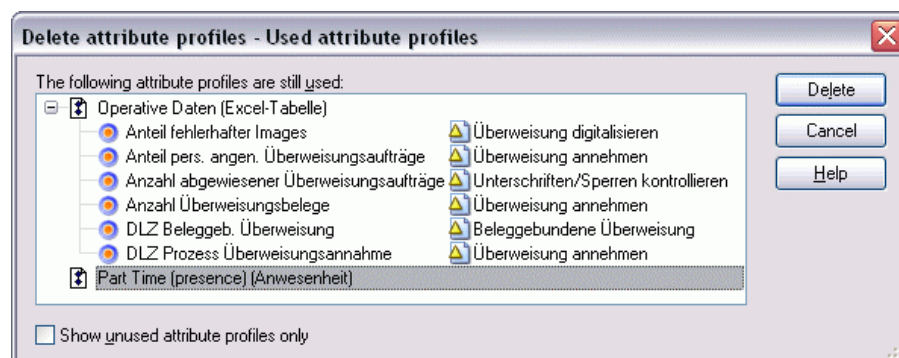 Delete attribute profiles - Used attribute profiles
The following attribute profiles are still used:
Operative Daten (Excel-Tabelle)
Anteil fehlerhafter Images Überweisung digitalisieren
Anteil pers. angen. Überweisungsaufträge Überweisung annehmen
Anzahl abgewiesener Überweisungsaufträge Unterschriften/Sperren kontrollieren
Anzahl Überweisungsbelege Überweisung annehmen
DLZ Beleggeb. Überweisung Beleggebundene Überweisung
DLZ Prozess Überweisungsannahme Überweisung annehmen
Part Time (presence) (Anwesenheit)
Show unused attribute profiles only
Delete
Cancel
Help